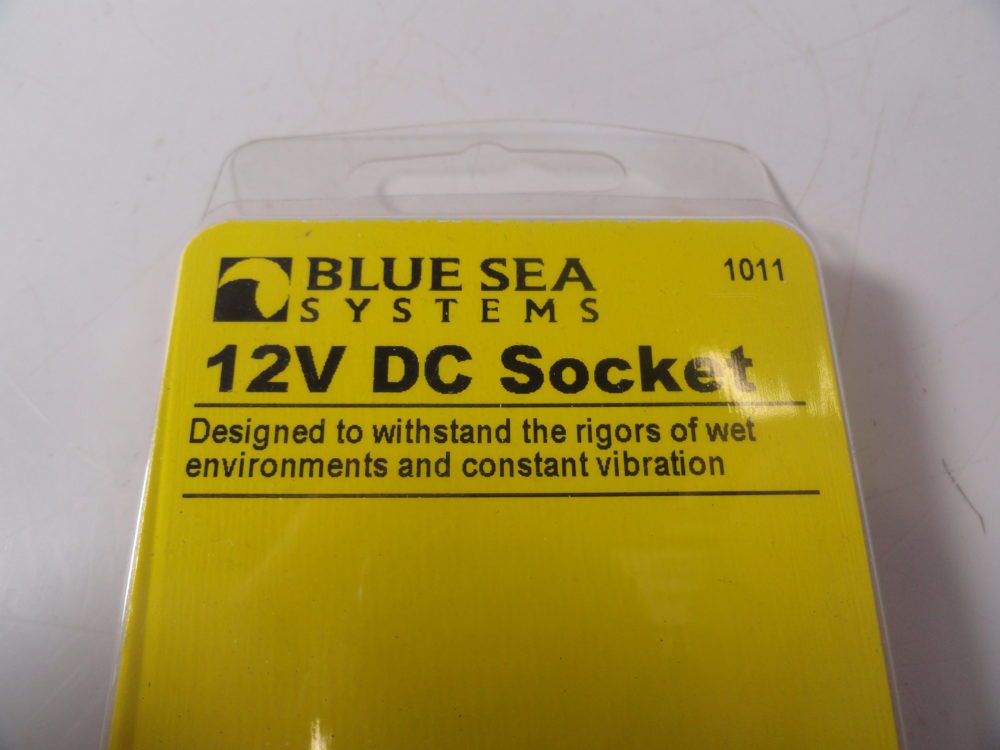 BLUE SEA
SYSTEMS
1011
12V DC Socket
Designed to withstand the rigors of wet
environments and constant vibration